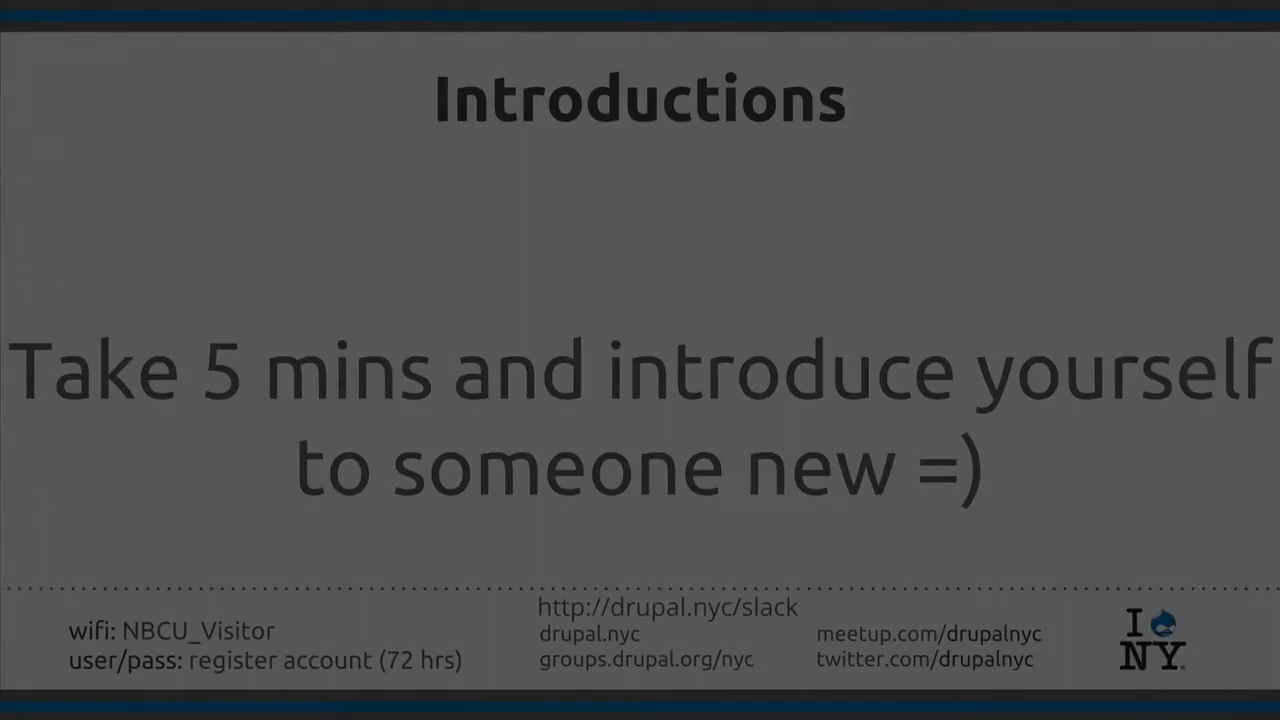 Introductions
Take 5 mins and introduce yourself
to someone new =)
wifi: NBCU_Visitor
user/pass: register account (72 hrs)
http://drupal.nyc/slack
drupal.nyc
groups.drupal.org/nyc
meetup.com/drupalnyc
twitter.com/drupalnyc
I
NY